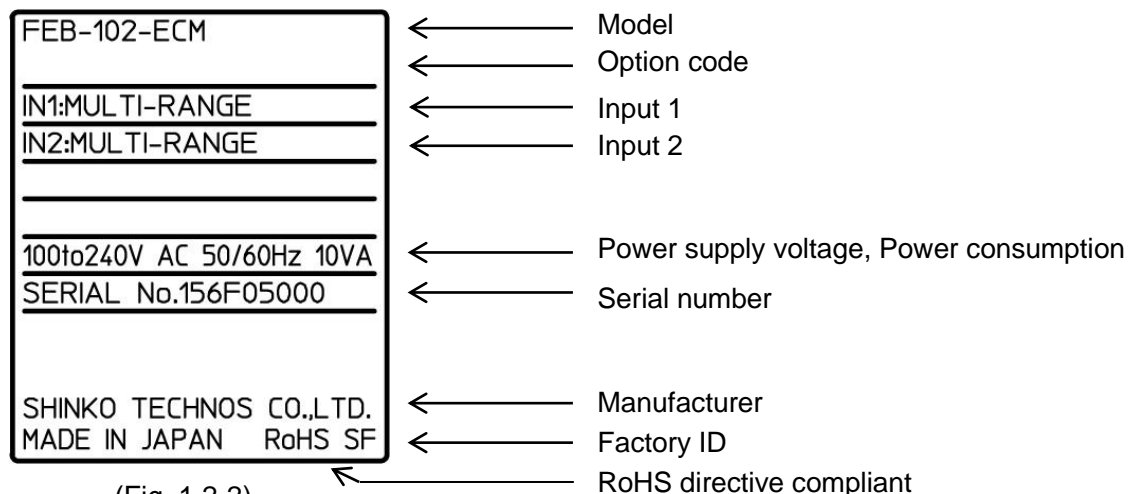 FEB-102-ECM Model
Option code
IN1:MULTI-RANGE Input 1
IN2:MULTI-RANGE Input 2
100to240V AC 50/60Hz 10VA Power supply voltage, Power consumption
SERIAL No.156F05000 Serial number
SHINKO TECHNOS CO.,LTD. Manufacturer
MADE IN JAPAN RoHS SF Factory ID
RoHS directive compliant
(Fig. 1.2-2)